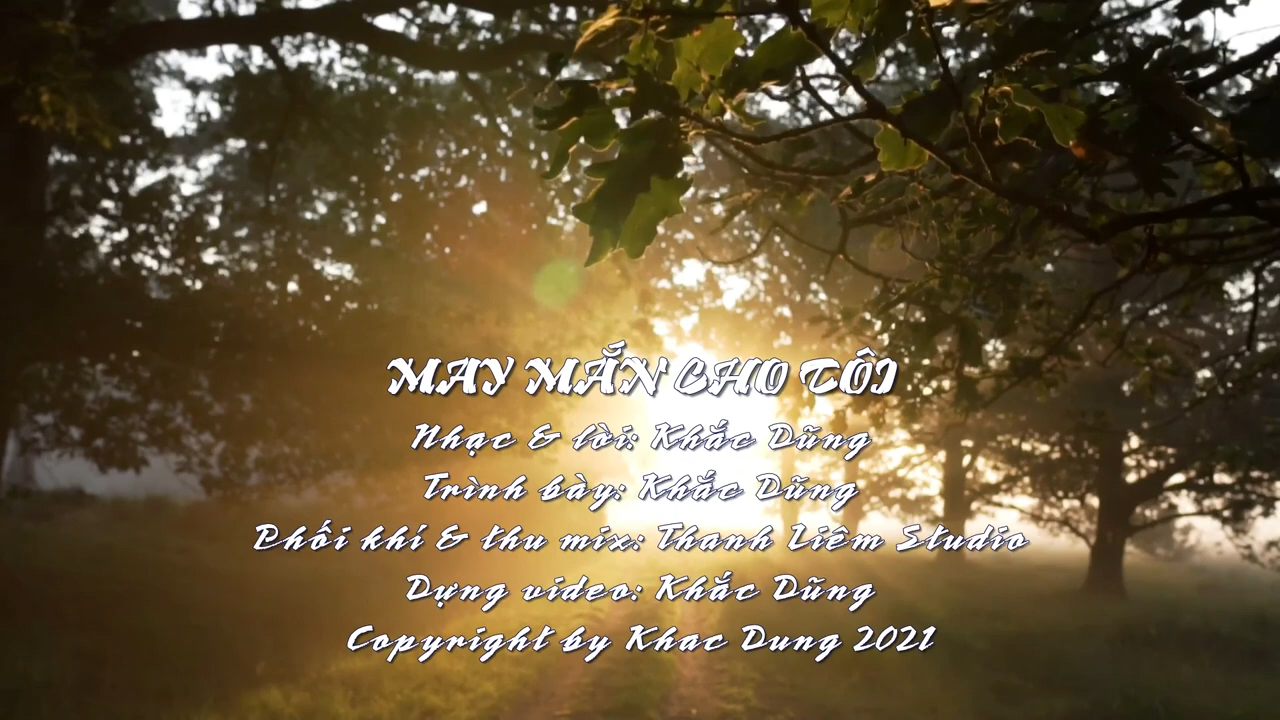 MAY MẮN CHO TÔI
Nhạc & lời: Khắc Dũng
Trình bày: Khắc Dũng
Phối khí & thu mix: Thanh Liêm Studio
Dựng video: Khắc Dũng
Copyright by Khac Dung 2021